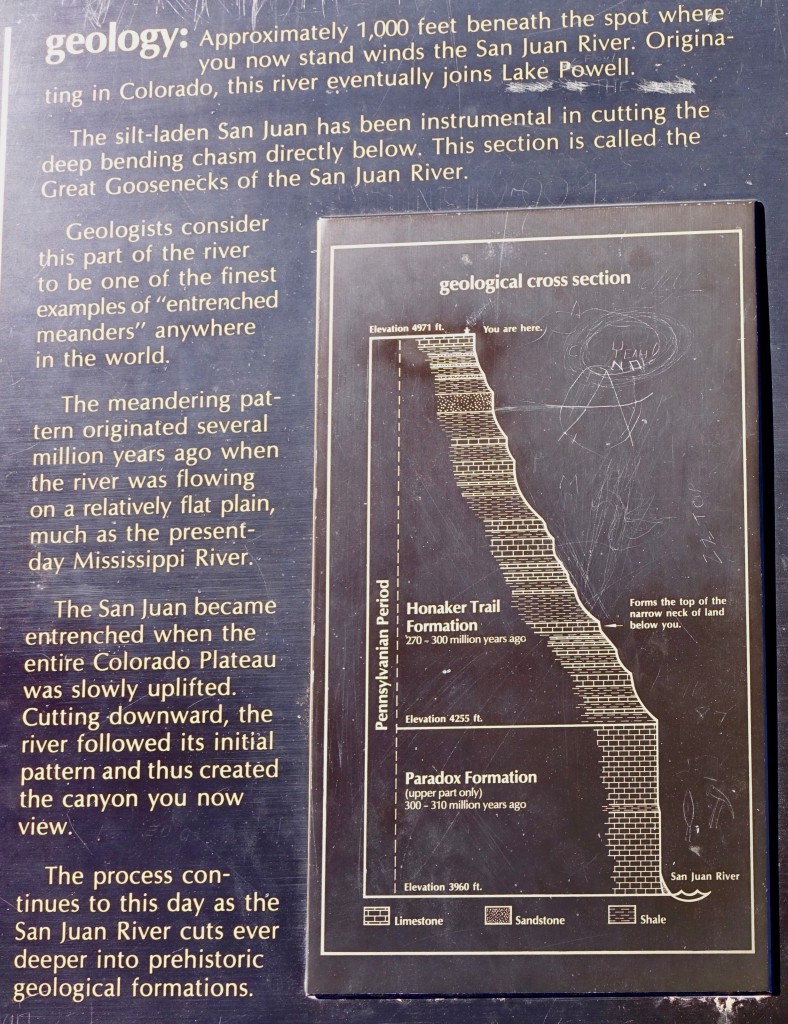 geology: Approximately 1,000 feet beneath the spot where
you now stand winds the San Juan River. Origina-
ting in Colorado, this river eventually joins Lake Powell.
The silt-laden San Juan has been instrumental in cutting the
deep bending chasm directly below. This section is called the
Great Goosenecks of the San Juan River.
Geologists consider
this part of the river
to be one of the finest
examples of “entrenched
meanders” anywhere
in the world.
The meandering pat-
tern originated several
million years ago when
the river was flowing
on a relatively flat plain,
much as the present-
day Mississippi River.
The San Juan became
entrenched when the
entire Colorado Plateau
was slowly uplifted.
Cutting downward, the
river followed its initial
pattern and thus created
the canyon you now
view.
The process con-
tinues to this day as the
San Juan River cuts ever
deeper into prehistoric
geological formations.
geological cross section
Elevation 4971 ft.
You are here.
YEAH!
NO
Pennsylvanian Period
Honaker Trail
Formation
270 – 300 million years ago
Forms the top of the
narrow neck of land
below you.
Elevation 4255 ft.
Paradox Formation
(upper part only)
300 – 310 million years ago
San Juan River
Elevation 3960 ft.
Limestone
Sandstone
Shale